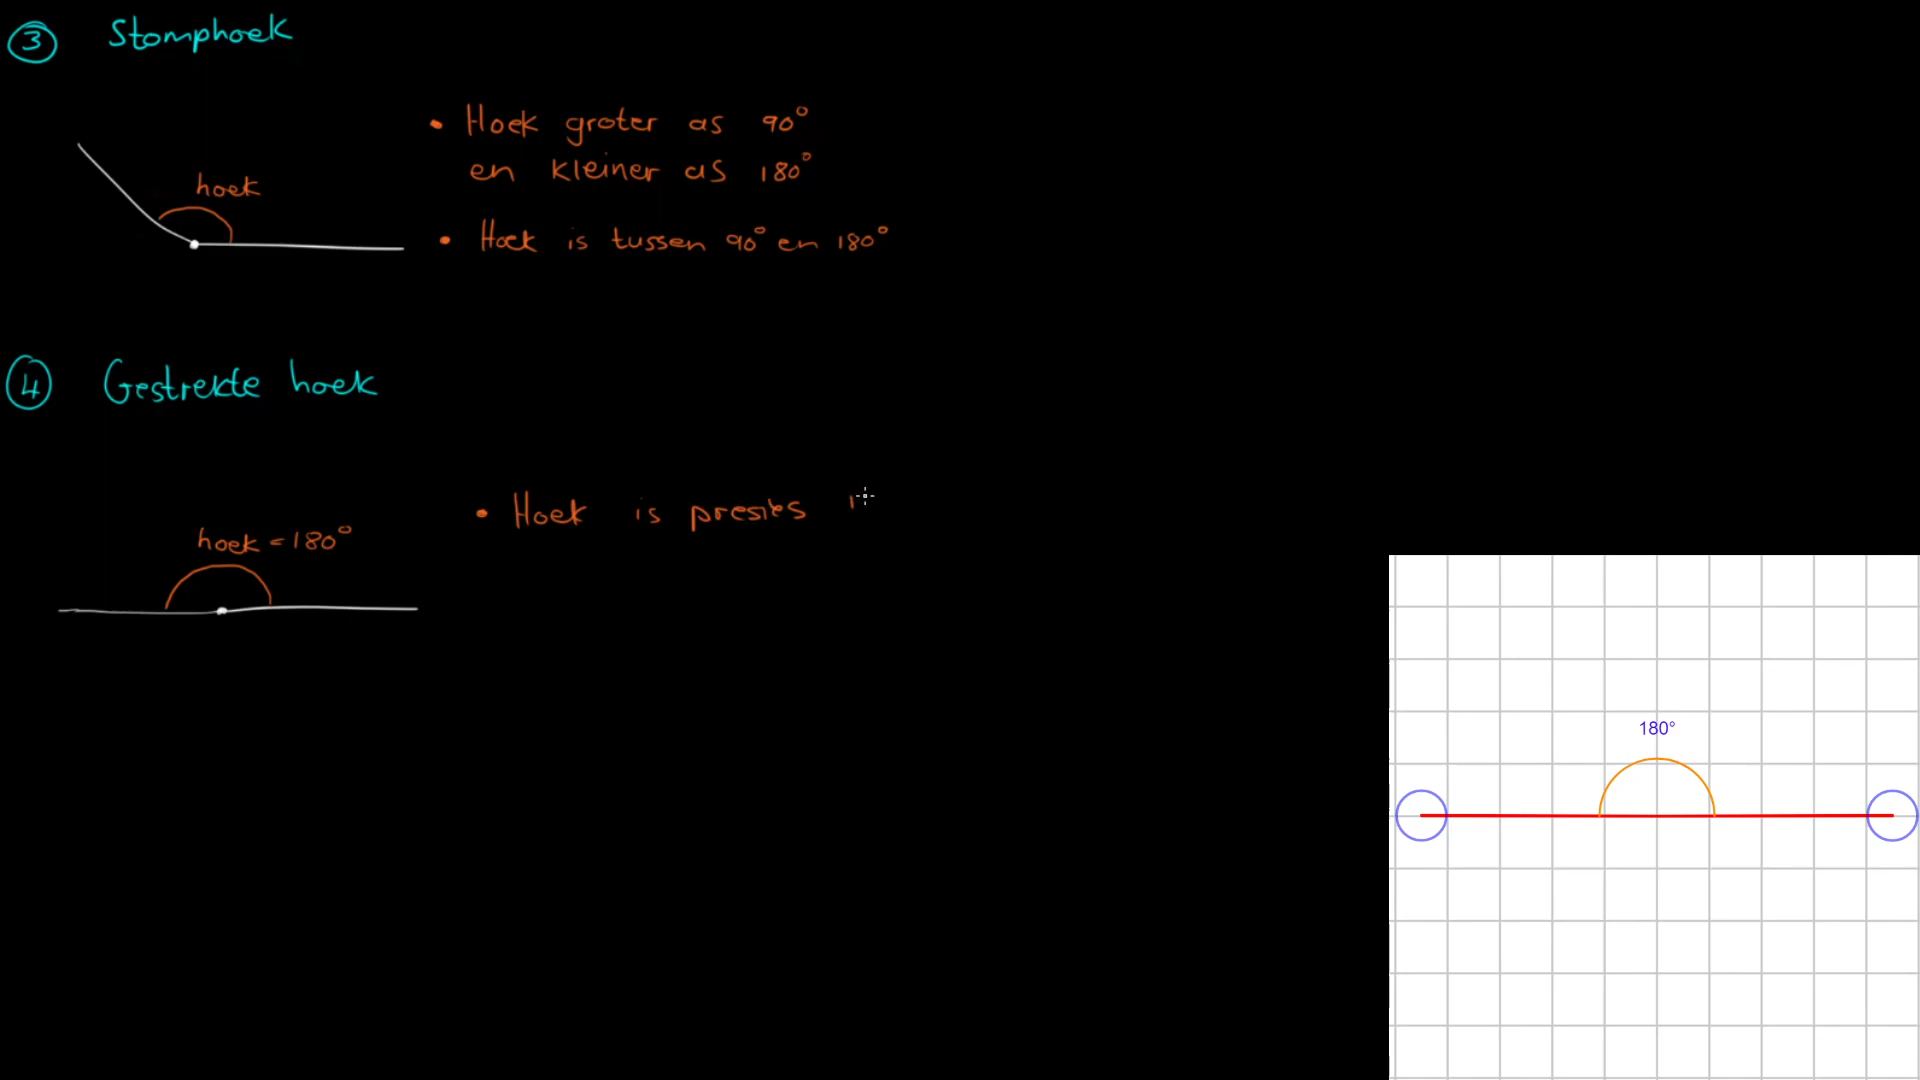 3 Stomphoek
• Hoek groter as 90°
en kleiner as 180°
hoek
• Hoek is tussen 90° en 180°
4 Gestrekte hoek
• Hoek is presies 1
hoek = 180°
180°